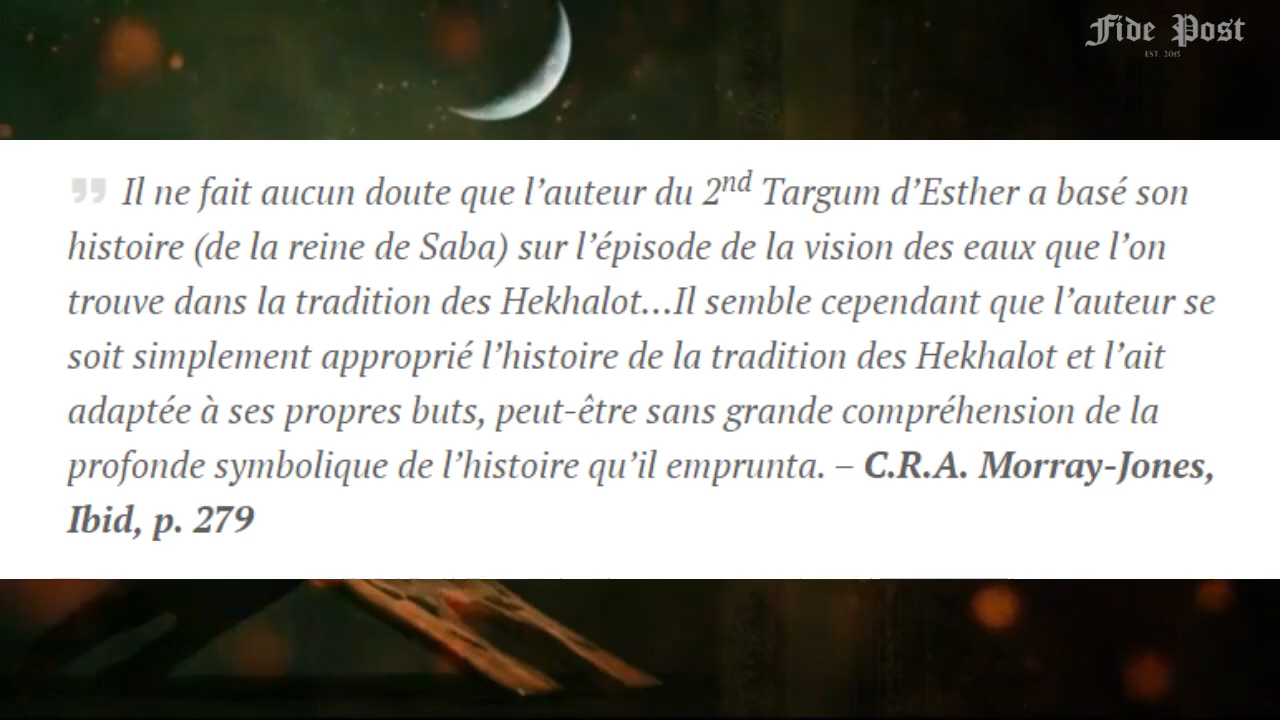 Fide Post
EST. 2015
” Il ne fait aucun doute que l’auteur du 2nd Targum d’Esther a basé son
histoire (de la reine de Saba) sur l’épisode de la vision des eaux que l’on
trouve dans la tradition des Hekhalot…Il semble cependant que l’auteur se
soit simplement approprié l’histoire de la tradition des Hekhalot et l’ait
adaptée à ses propres buts, peut-être sans grande compréhension de la
profonde symbolique de l’histoire qu’il emprunta. – C.R.A. Morray-Jones,
Ibid, p. 279